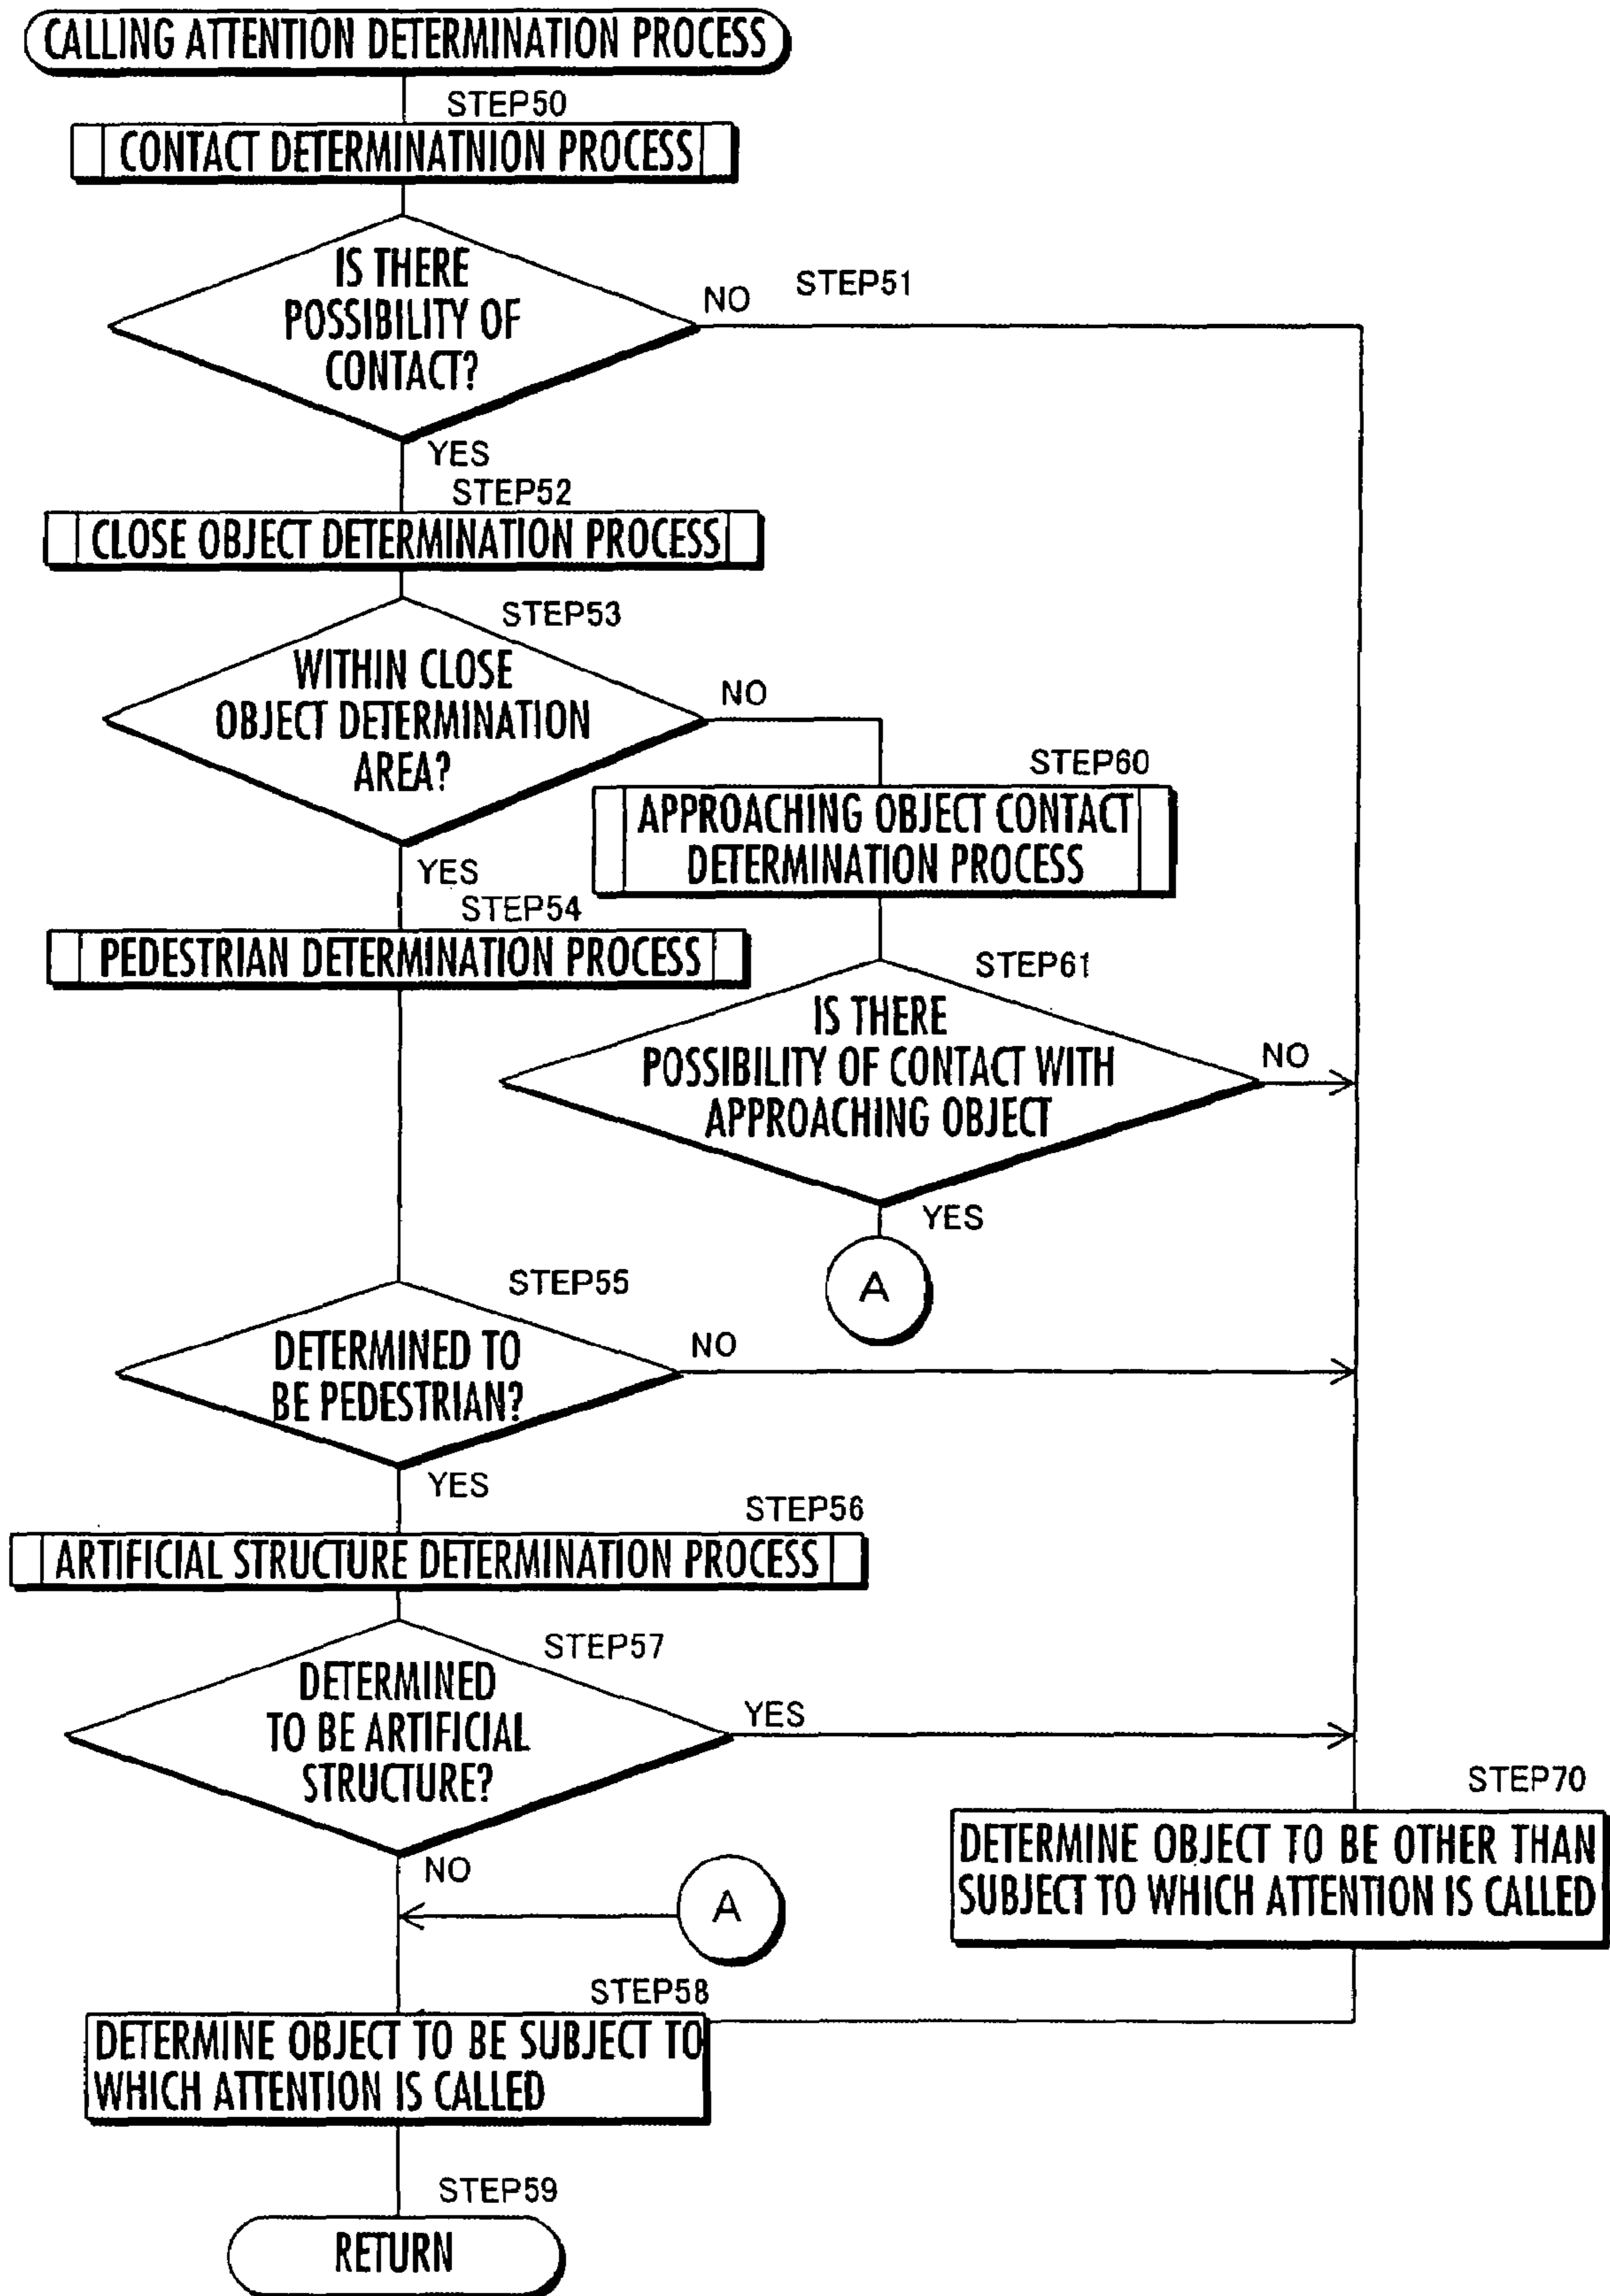 CALLING ATTENTION DETERMINATION PROCESS
STEP50
CONTACT DETERMINATNION PROCESS
IS THERE
POSSIBILITY OF
CONTACT?
NO
STEP51
YES
STEP52
CLOSE OBJECT DETERMINATION PROCESS
STEP53
WITHIN CLOSE
OBJECT DETERMINATION
AREA?
NO
YES
STEP60
APPROACHING OBJECT CONTACT
DETERMINATION PROCESS
STEP54
PEDESTRIAN DETERMINATION PROCESS
STEP61
IS THERE
POSSIBILITY OF CONTACT WITH
APPROACHING OBJECT
NO
YES
A
STEP55
DETERMINED TO
BE PEDESTRIAN?
NO
YES
STEP56
ARTIFICIAL STRUCTURE DETERMINATION PROCESS
STEP57
DETERMINED
TO BE ARTIFICIAL
STRUCTURE?
YES
NO
STEP70
DETERMINE OBJECT TO BE OTHER THAN
SUBJECT TO WHICH ATTENTION IS CALLED
A
STEP58
DETERMINE OBJECT TO BE SUBJECT TO
WHICH ATTENTION IS CALLED
STEP59
RETURN